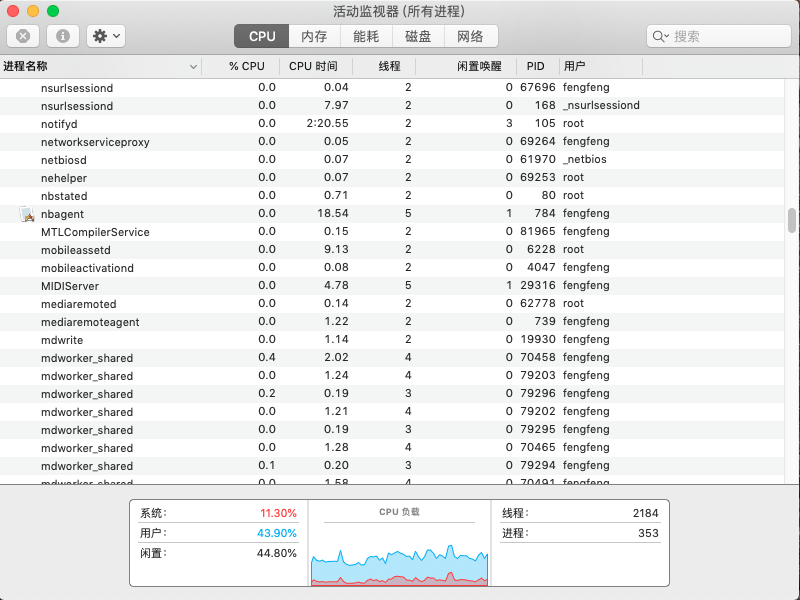 活动监视器 (所有进程)
CPU 内存 能耗 磁盘 网络 搜索
进程名称 % CPU CPU 时间 线程 闲置唤醒 PID 用户
nsurlsessiond 0.0 0.04 2 0 67696 fengfeng
nsurlsessiond 0.0 7.97 2 0 168 _nsurlsessiond
notifyd 0.0 2:20.55 2 3 105 root
networkserviceproxy 0.0 0.05 2 0 69264 fengfeng
netbiosd 0.0 0.07 2 0 61970 _netbios
nehelper 0.0 0.07 2 0 69253 root
nbstated 0.0 0.71 2 0 80 root
nbagent 0.0 18.54 5 1 784 fengfeng
MTLCompilerService 0.0 0.15 2 0 81965 fengfeng
mobileassetd 0.0 9.13 2 0 6228 root
mobileactivationd 0.0 0.08 2 0 4047 fengfeng
MIDIServer 0.0 4.78 5 1 29316 fengfeng
mediaremoted 0.0 0.14 2 0 62778 root
mediaremoteagent 0.0 1.22 2 0 739 fengfeng
mdwrite 0.0 1.14 2 0 19930 fengfeng
mdworker_shared 0.4 2.02 4 0 70458 fengfeng
mdworker_shared 0.0 1.24 4 0 79203 fengfeng
mdworker_shared 0.2 0.19 3 0 79296 fengfeng
mdworker_shared 0.0 1.21 4 0 79202 fengfeng
mdworker_shared 0.0 0.19 3 0 79295 fengfeng
mdworker_shared 0.0 1.28 4 0 70465 fengfeng
mdworker_shared 0.1 0.20 3 0 79294 fengfeng
mdworker_shared 0.0 1.58 4 0 70491 fengfeng
系统: 11.30% CPU 负载 线程: 2184
用户: 43.90% 进程: 353
闲置: 44.80%